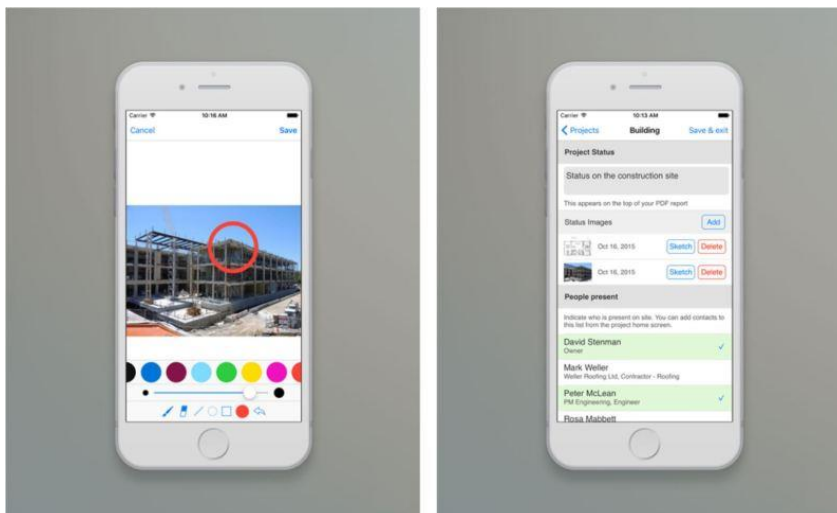 Carrier 10:16 AM
Cancel Save
Carrier 10:13 AM
Projects Building Save & exit
Project Status
Status on the construction site
This appears on the top of your PDF report
Status Images Add
Oct 16, 2015 Sketch Delete
Oct 16, 2015 Sketch Delete
People present
Indicate who is present on site. You can add contacts to
this list from the project home screen.
David Stenman
Owner
Mark Weller
Weller Roofing Ltd, Contractor - Roofing
Peter McLean
PM Engineering, Engineer
Rosa Mabbett